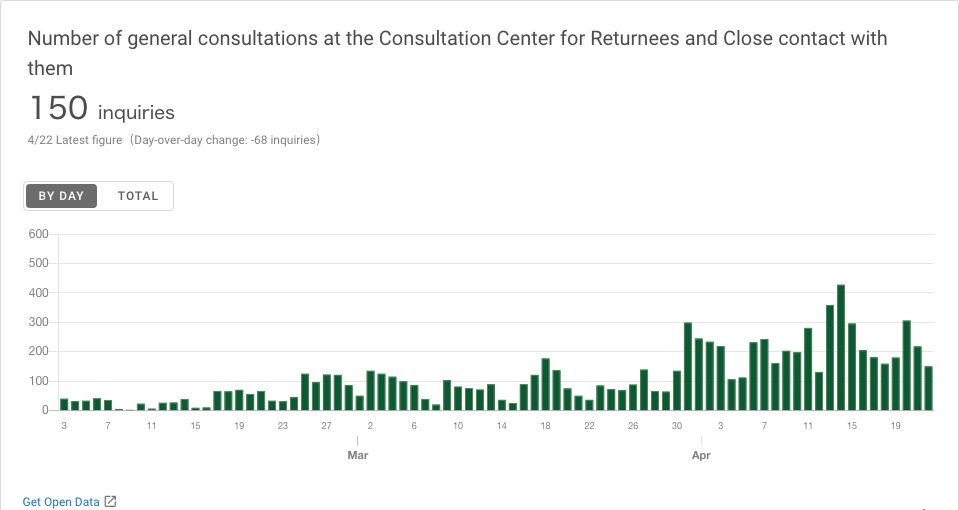 Number of general consultations at the Consultation Center for Returnees and Close contact with
them
150 inquiries
4/22 Latest figure（Day-over-day change: -68 inquiries）
BY DAY TOTAL
600
500
400
300
200
100
0
3 7 11 15 19 23 27 2 6 10 14 18 22 26 30 3 7 11 15 19
Mar Apr
Get Open Data